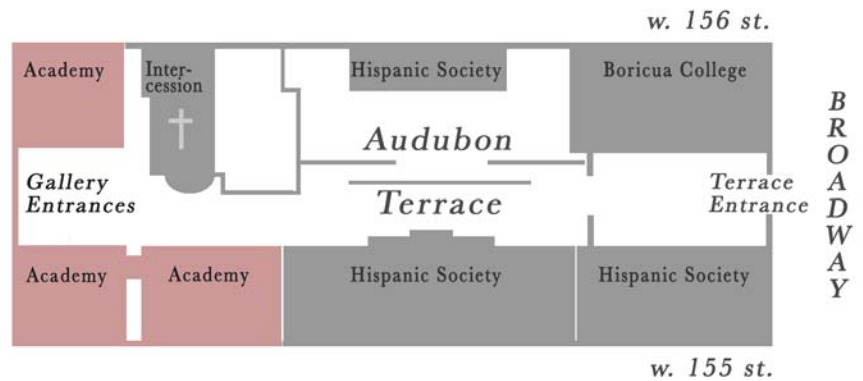 w. 156 st.
Academy
Inter-
cession
Hispanic Society
Boricua College
BROADWAY
Audubon
Terrace
Gallery
Entrances
Terrace
Entrance
Academy
Academy
Hispanic Society
Hispanic Society
w. 155 st.